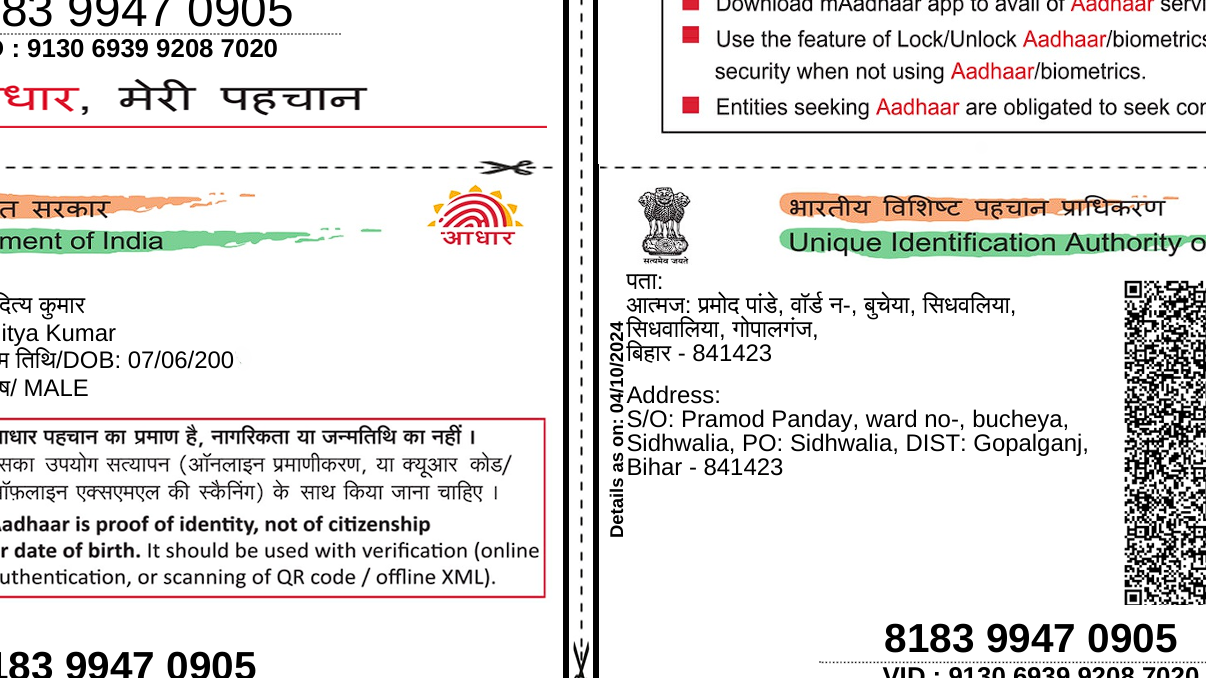 83 9947 0905
: 9130 6939 9208 7020
धार, मेरी पहचान
त सरकार
ment of India
आधार
दित्य कुमार
itya Kumar
म तिथि/DOB: 07/06/200
ष/ MALE
ाधार पहचान का प्रमाण है, नागरिकता या जन्मतिथि का नहीं ।
सका उपयोग सत्यापन (ऑनलाइन प्रमाणीकरण, या क्यूआर कोड/
ऑफ़लाइन एक्सएमएल की स्कैनिंग) के साथ किया जाना चाहिए ।
Aadhaar is proof of identity, not of citizenship
r date of birth. It should be used with verification (online
uthentication, or scanning of QR code / offline XML).
183 9947 0905
Download mAadhaar app to avail of Aadhaar servi
Use the feature of Lock/Unlock Aadhaar/biometrics
security when not using Aadhaar/biometrics.
Entities seeking Aadhaar are obligated to seek con
सत्यमेव जयते
भारतीय विशिष्ट पहचान प्राधिकरण
Unique Identification Authority o
पता:
आत्मज: प्रमोद पांडे, वॉर्ड न-, बुचेया, सिधवलिया,
सिधवालिया, गोपालगंज,
बिहार - 841423
Address:
S/O: Pramod Panday, ward no-, bucheya,
Sidhwalia, PO: Sidhwalia, DIST: Gopalganj,
Bihar - 841423
Details as on: 04/10/2024
8183 9947 0905
VID : 9130 6939 9208 7020